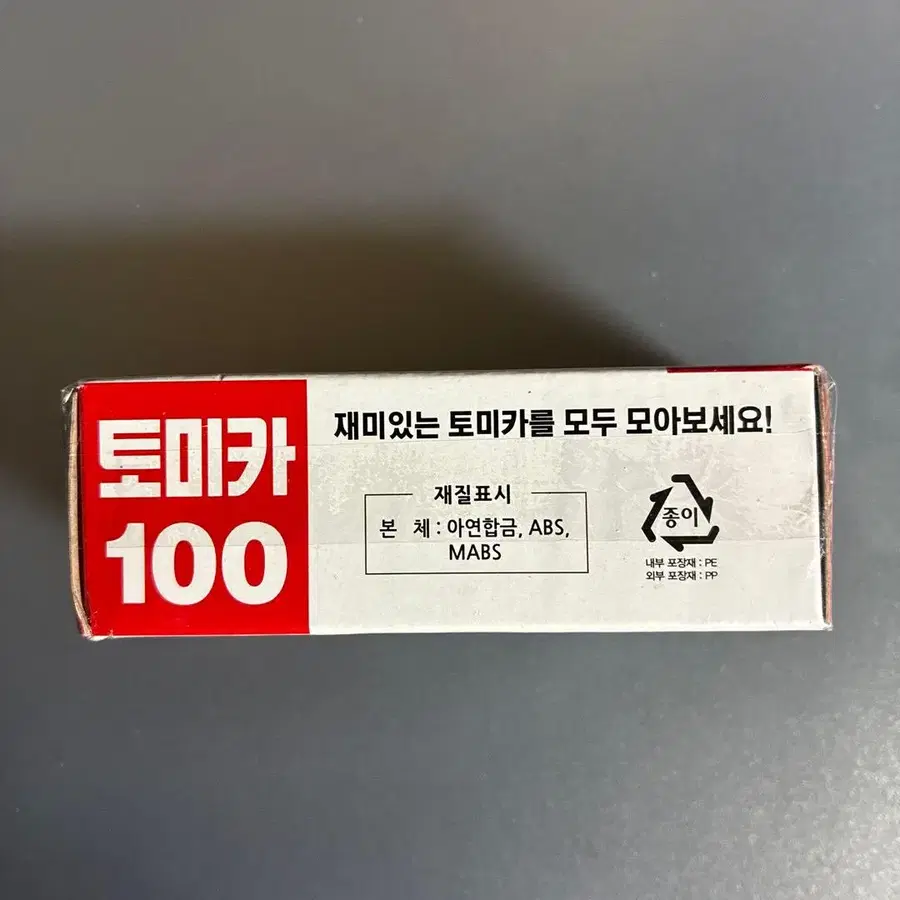 토미카
100
재미있는 토미카를 모두 모아보세요!
재질표시
본 체 : 아연합금, ABS,
MABS
종이
내부 포장재 : PE
외부 포장재 : PP